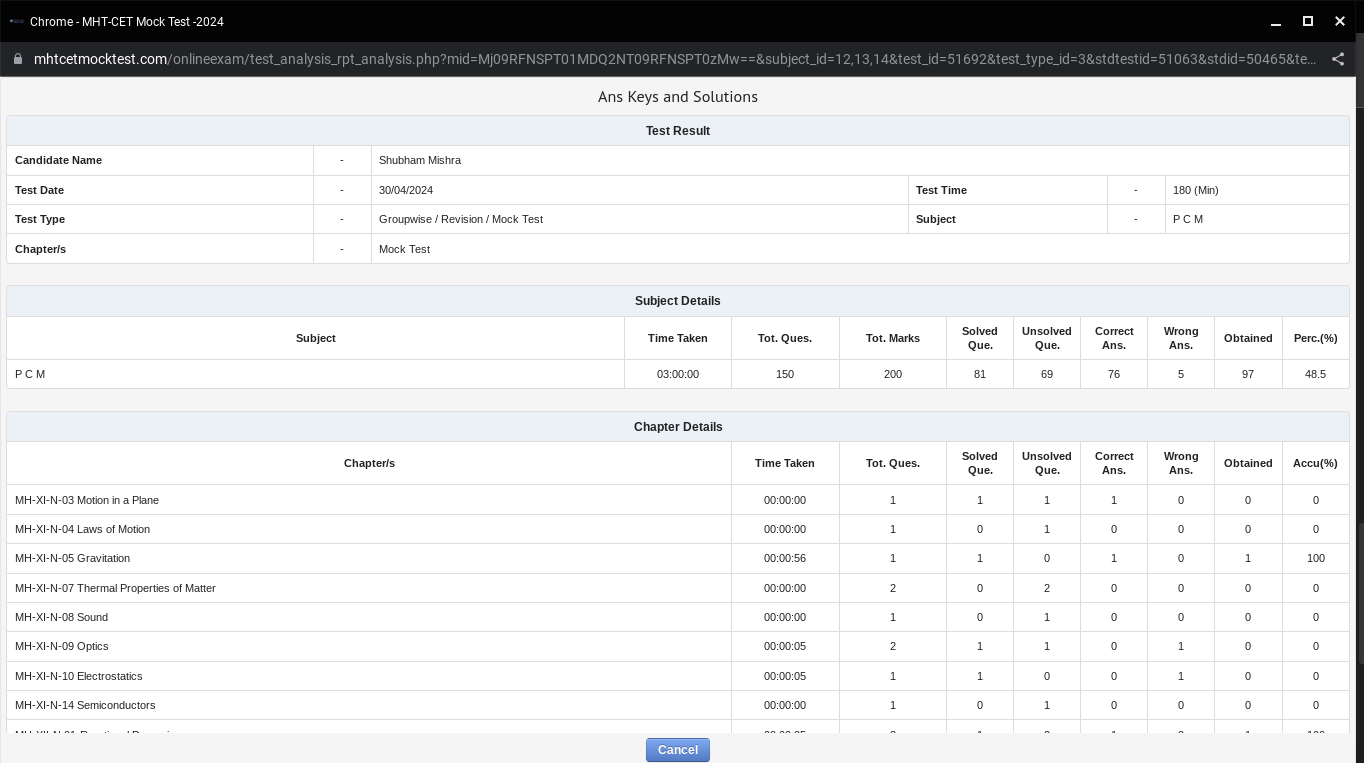 Chrome - MHT-CET Mock Test -2024
mhtcetmocktest.com/onlineexam/test_analysis_rpt_analysis.php?mid=Mj09RFNSPT01MDQ2NT09RFNSPT0zMw==&subject_id=12,13,14&test_id=51692&test_type_id=3&stdtestid=51063&stdid=50465&te...
Ans Keys and Solutions
Test Result
Candidate Name - Shubham Mishra
Test Date - 30/04/2024 Test Time - 180 (Min)
Test Type - Groupwise / Revision / Mock Test Subject - P C M
Chapter/s - Mock Test
Subject Details
Subject Time Taken Tot. Ques. Tot. Marks Solved Que. Unsolved Que. Correct Ans. Wrong Ans. Obtained Perc.(%)
P C M 03:00:00 150 200 81 69 76 5 97 48.5
Chapter Details
Chapter/s Time Taken Tot. Ques. Solved Que. Unsolved Que. Correct Ans. Wrong Ans. Obtained Accu(%)
MH-XI-N-03 Motion in a Plane 00:00:00 1 1 1 1 0 0 0
MH-XI-N-04 Laws of Motion 00:00:00 1 0 1 0 0 0 0
MH-XI-N-05 Gravitation 00:00:56 1 1 0 1 0 1 100
MH-XI-N-07 Thermal Properties of Matter 00:00:00 2 0 2 0 0 0 0
MH-XI-N-08 Sound 00:00:00 1 0 1 0 0 0 0
MH-XI-N-09 Optics 00:00:05 2 1 1 0 1 0 0
MH-XI-N-10 Electrostatics 00:00:05 1 1 0 0 1 0 0
MH-XI-N-14 Semiconductors 00:00:00 1 0 1 0 0 0 0
Cancel